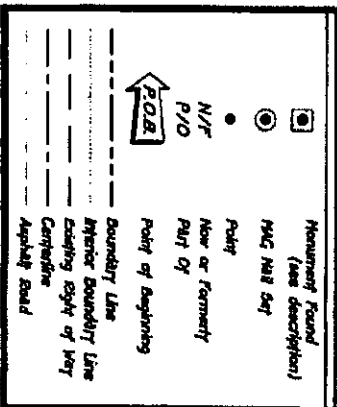 Monument Found
(see description)
MAG Nail Set
Point
N/F Now or Formerly
P/O Part Of
P.O.B. Point of Beginning
Boundary Line
Interior Boundary Line
Existing Right of Way
Centerline
Asphalt Road